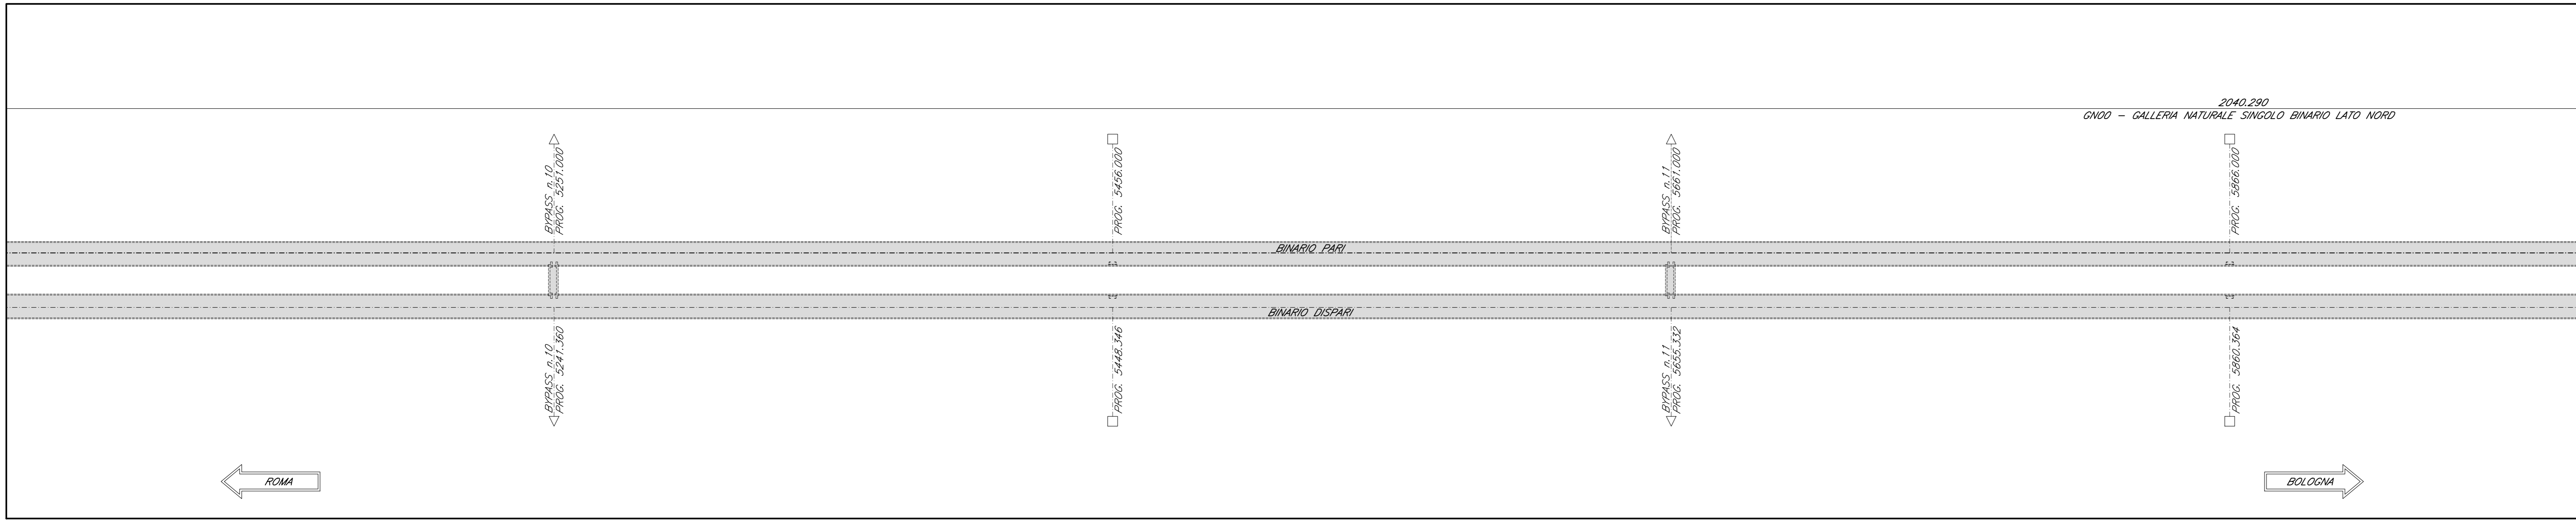 2040.290
GN00 – GALLERIA NATURALE SINGOLO BINARIO LATO NORD
BYPASS n.10
PROG. 5251.000
PROG. 5456.000
BYPASS n.11
PROG. 5661.000
PROG. 5866.000
BINARIO PARI
BINARIO DISPARI
BYPASS n.10
PROG. 5241.360
PROG. 5448.346
BYPASS n.11
PROG. 5655.332
PROG. 5860.364
ROMA
BOLOGNA